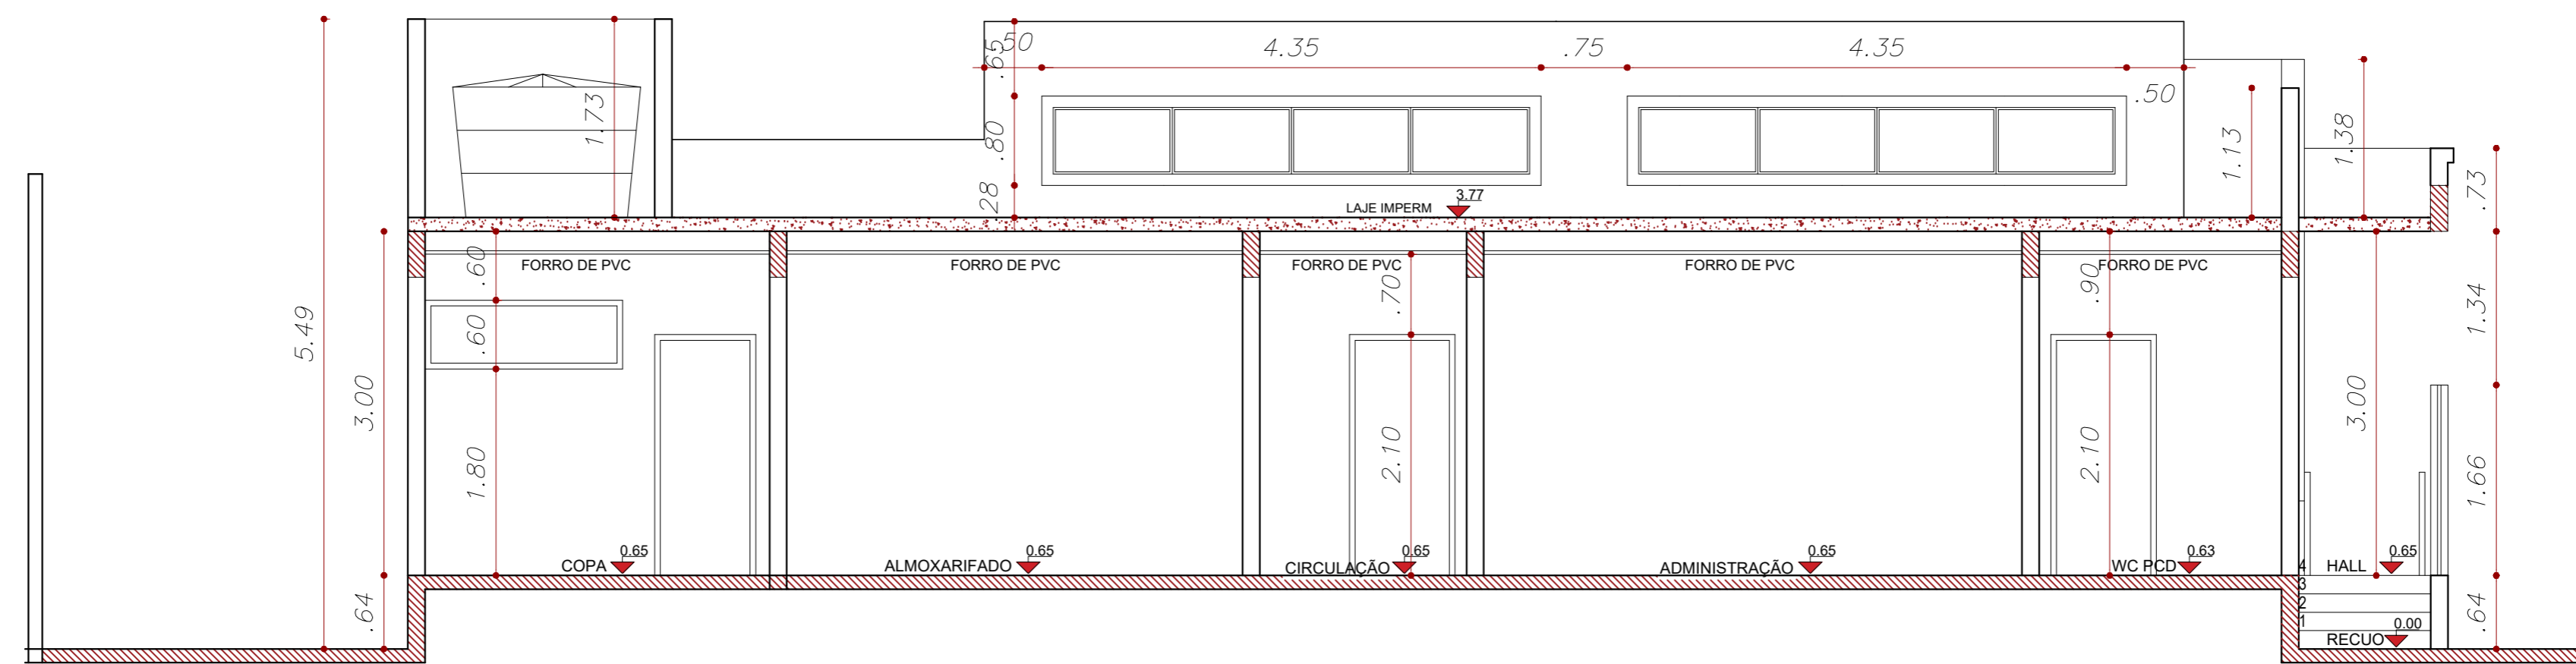 .50
4.35
.75
4.35
.50
.65
1.73
.80
28
1.13
1.38
.73
3.77
LAJE IMPERM
FORRO DE PVC
FORRO DE PVC
FORRO DE PVC
FORRO DE PVC
FORRO DE PVC
.60
.70
.90
5.49
3.00
.60
1.34
3.00
1.80
2.10
2.10
1.66
COPA
0.65
ALMOXARIFADO
0.65
CIRCULAÇÃO
0.65
ADMINISTRAÇÃO
0.65
WC PCD
0.63
HALL
0.65
4
3
2
1
.64
.64
RECUO
0.00